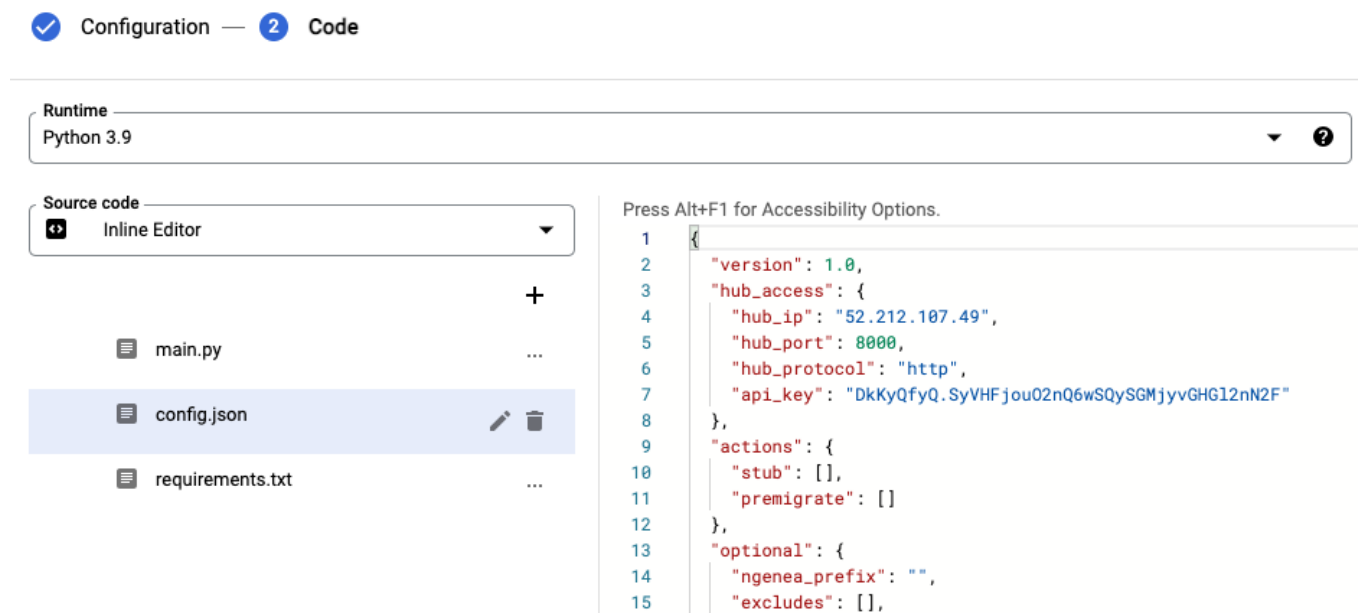 Configuration — 2 Code
Runtime
Python 3.9
Source code
Inline Editor
main.py ...
config.json
requirements.txt ...
Press Alt+F1 for Accessibility Options.
1 {
2 "version": 1.0,
3 "hub_access": {
4 "hub_ip": "52.212.107.49",
5 "hub_port": 8000,
6 "hub_protocol": "http",
7 "api_key": "DkKyQfyQ.SyVHFjouO2nQ6wSQySGMjyvGHGl2nN2F"
8 },
9 "actions": {
10 "stub": [],
11 "premigrate": []
12 },
13 "optional": {
14 "ngenea_prefix": "",
15 "excludes": [],